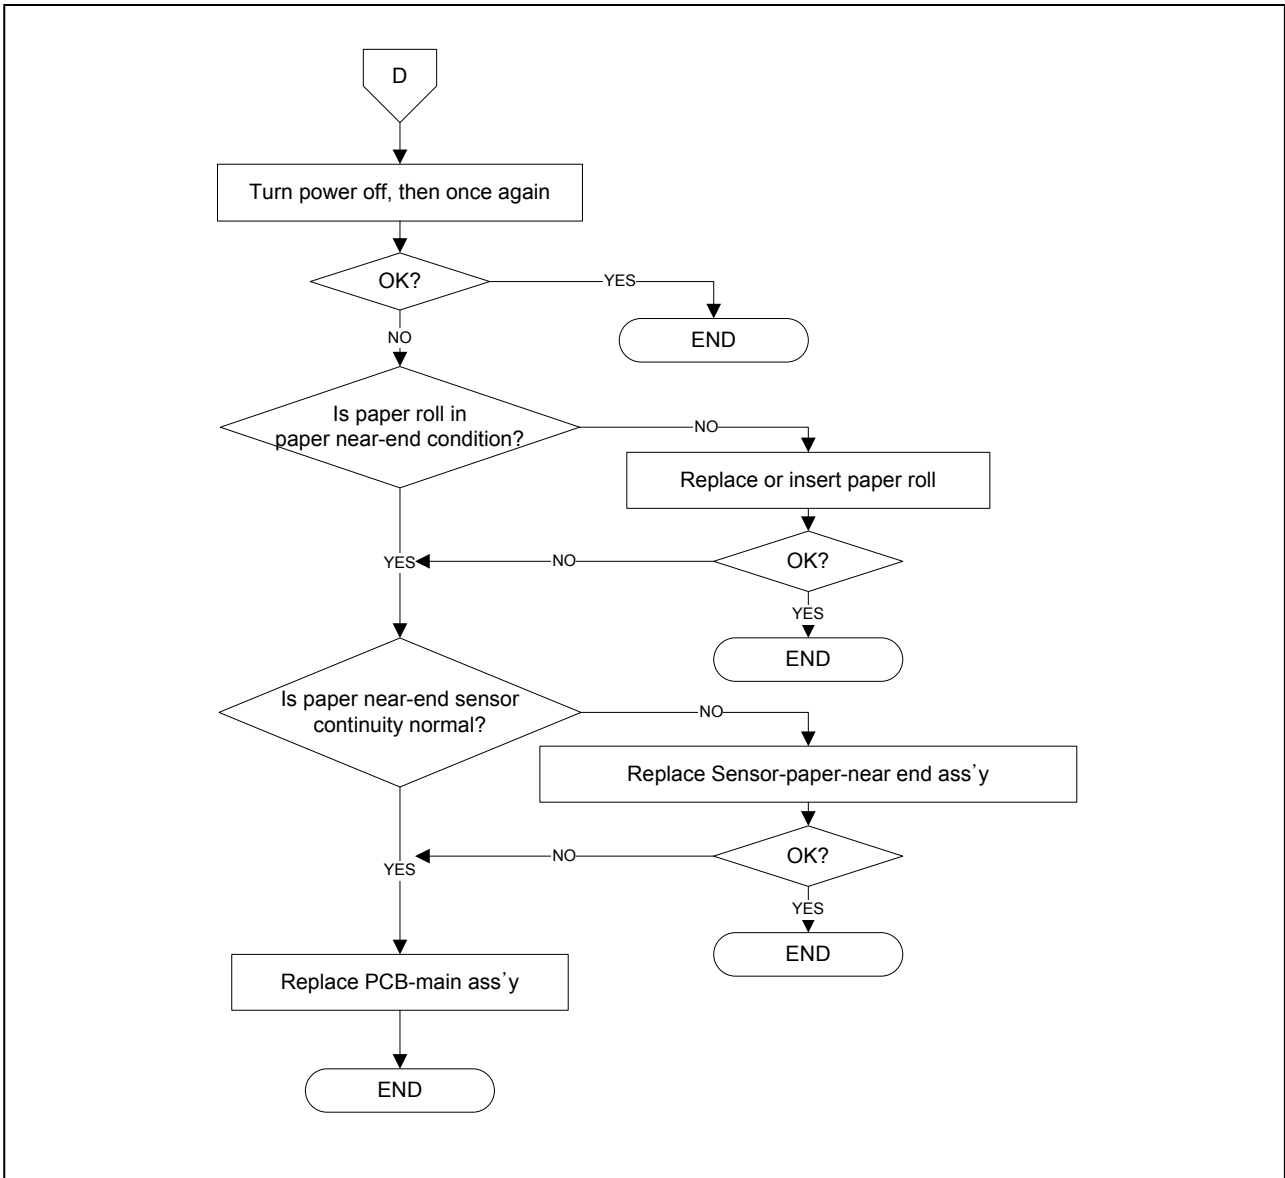 D
Turn power off, then once again
OK?
YES
END
NO
Is paper roll in
paper near-end condition?
NO
Replace or insert paper roll
YES
NO
OK?
YES
END
Is paper near-end sensor
continuity normal?
NO
Replace Sensor-paper-near end ass’y
YES
NO
OK?
YES
END
Replace PCB-main ass’y
END